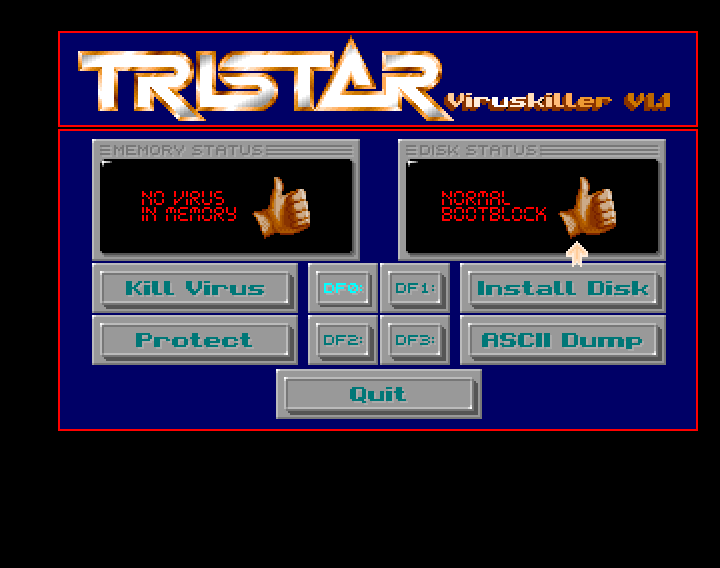 TRISTAR
Viruskiller V1.1
MEMORY STATUS
DISK STATUS
NO VIRUS
IN MEMORY
NORMAL
BOOTBLOCK
Kill Virus
DF0:
DF1:
Install Disk
Protect
DF2:
DF3:
ASCII Dump
Quit